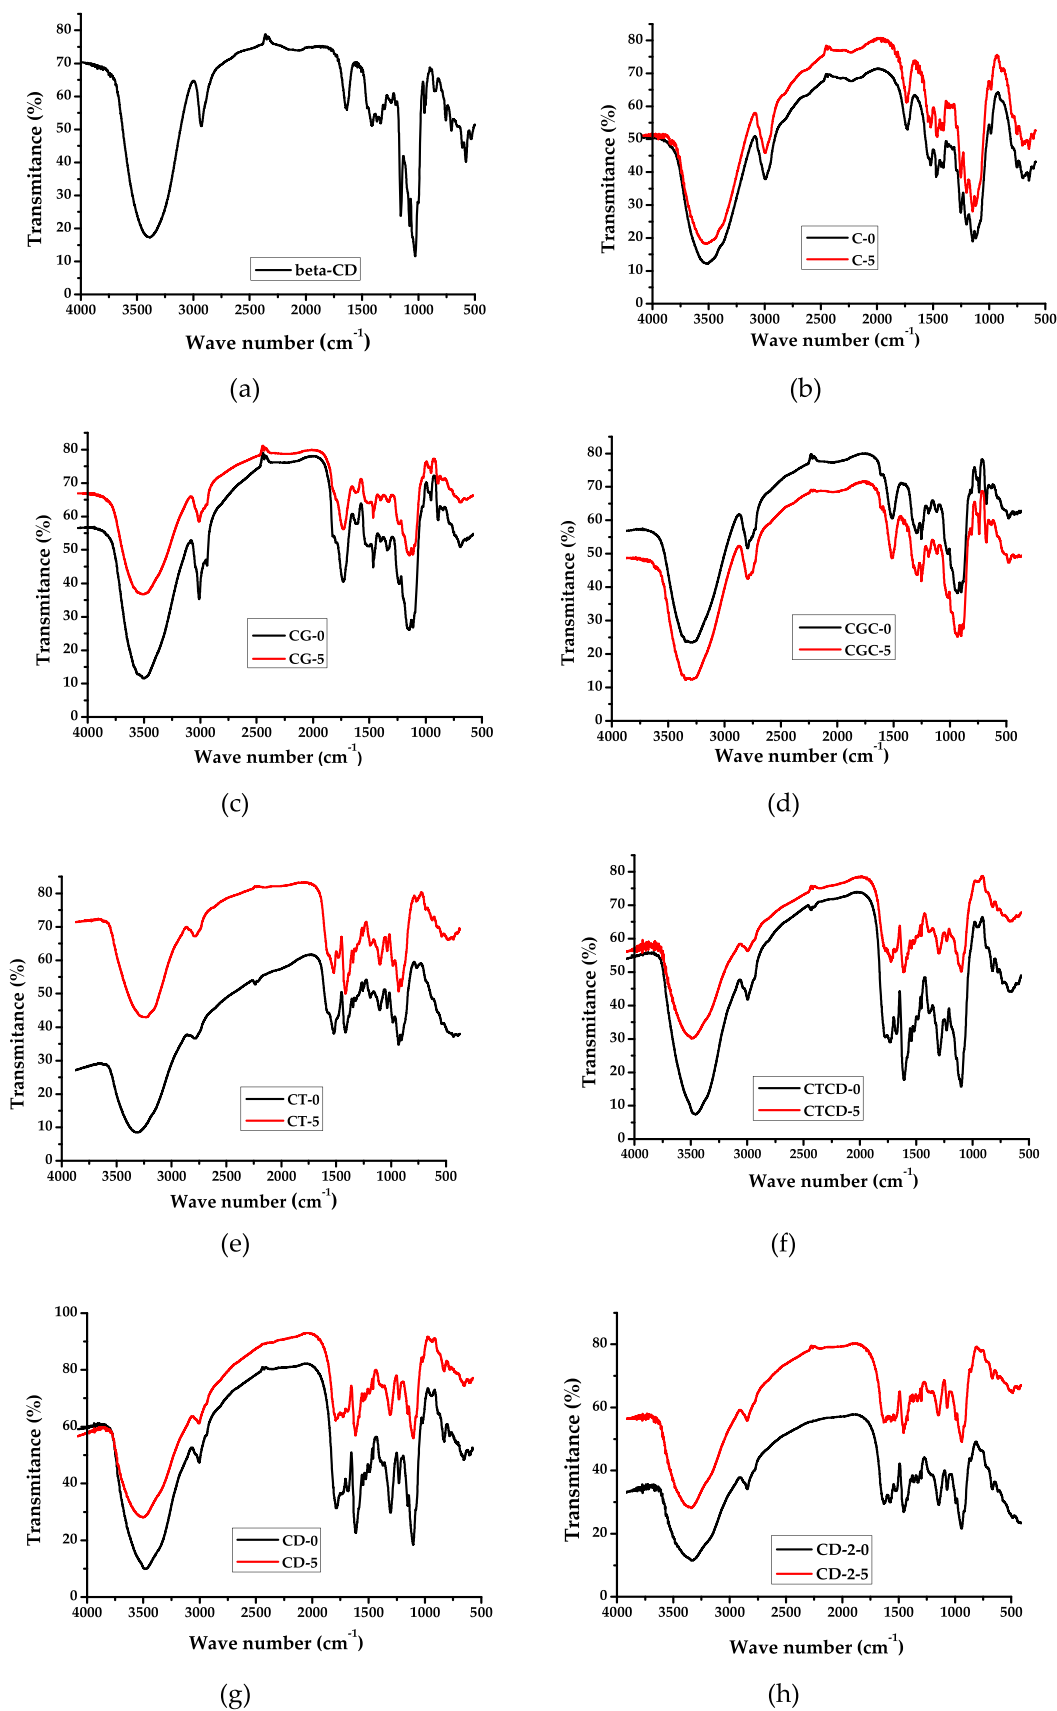 80
70
60
50
40
30
20
10
0
Transmitance (%)
beta-CD
4000 3500 3000 2500 2000 1500 1000 500
Wave number (cm⁻¹)
(a)
80
70
60
50
40
30
20
10
0
Transmitance (%)
C-0
C-5
4000 3500 3000 2500 2000 1500 1000 500
Wave number (cm⁻¹)
(b)
80
70
60
50
40
30
20
10
0
Transmitance (%)
CG-0
CG-5
4000 3500 3000 2500 2000 1500 1000 500
Wave number (cm⁻¹)
(c)
80
70
60
50
40
30
20
10
0
Transmitance (%)
CGC-0
CGC-5
4000 3500 3000 2500 2000 1500 1000 500
Wave number (cm⁻¹)
(d)
90
80
70
60
50
40
30
20
10
0
Transmitance (%)
CT-0
CT-5
4000 3500 3000 2500 2000 1500 1000 500
Wave number (cm⁻¹)
(e)
80
70
60
50
40
30
20
10
0
Transmitance (%)
CTCD-0
CTCD-5
4000 3500 3000 2500 2000 1500 1000 500
Wave number (cm⁻¹)
(f)
100
80
60
40
20
0
Transmitance (%)
CD-0
CD-5
4000 3500 3000 2500 2000 1500 1000 500
Wave number (cm⁻¹)
(g)
80
60
40
20
0
Transmitance (%)
CD-2-0
CD-2-5
4000 3500 3000 2500 2000 1500 1000 500
Wave number (cm⁻¹)
(h)